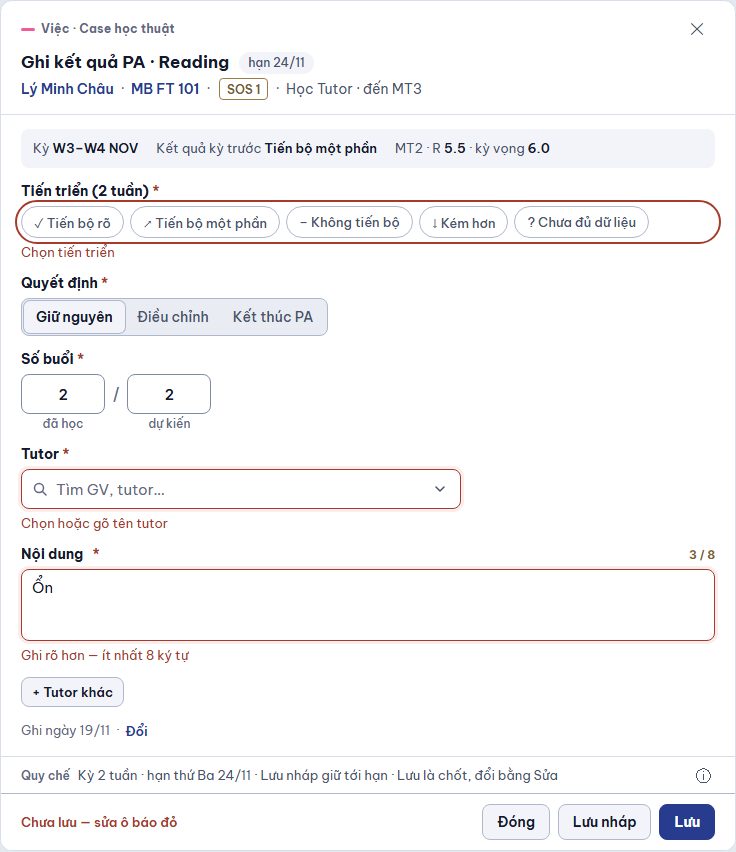 Việc · Case học thuật
Ghi kết quả PA · Reading hạn 24/11
Lý Minh Châu · MB FT 101 · SOS 1 · Học Tutor · đến MT3
Kỳ W3–W4 NOV Kết quả kỳ trước Tiến bộ một phần MT2 · R 5.5 · kỳ vọng 6.0
Tiến triển (2 tuần) *
✓ Tiến bộ rõ ↗ Tiến bộ một phần – Không tiến bộ ↓ Kém hơn ? Chưa đủ dữ liệu
Chọn tiến triển
Quyết định *
Giữ nguyên Điều chỉnh Kết thúc PA
Số buổi *
2 / 2
đã học dự kiến
Tutor *
Tìm GV, tutor...
Chọn hoặc gõ tên tutor
Nội dung * 3 / 8
Ổn
Ghi rõ hơn — ít nhất 8 ký tự
+ Tutor khác
Ghi ngày 19/11 · Đổi
Quy chế Kỳ 2 tuần · hạn thứ Ba 24/11 · Lưu nháp giữ tới hạn · Lưu là chốt, đổi bằng Sửa
Chưa lưu — sửa ô báo đỏ Đóng Lưu nháp Lưu